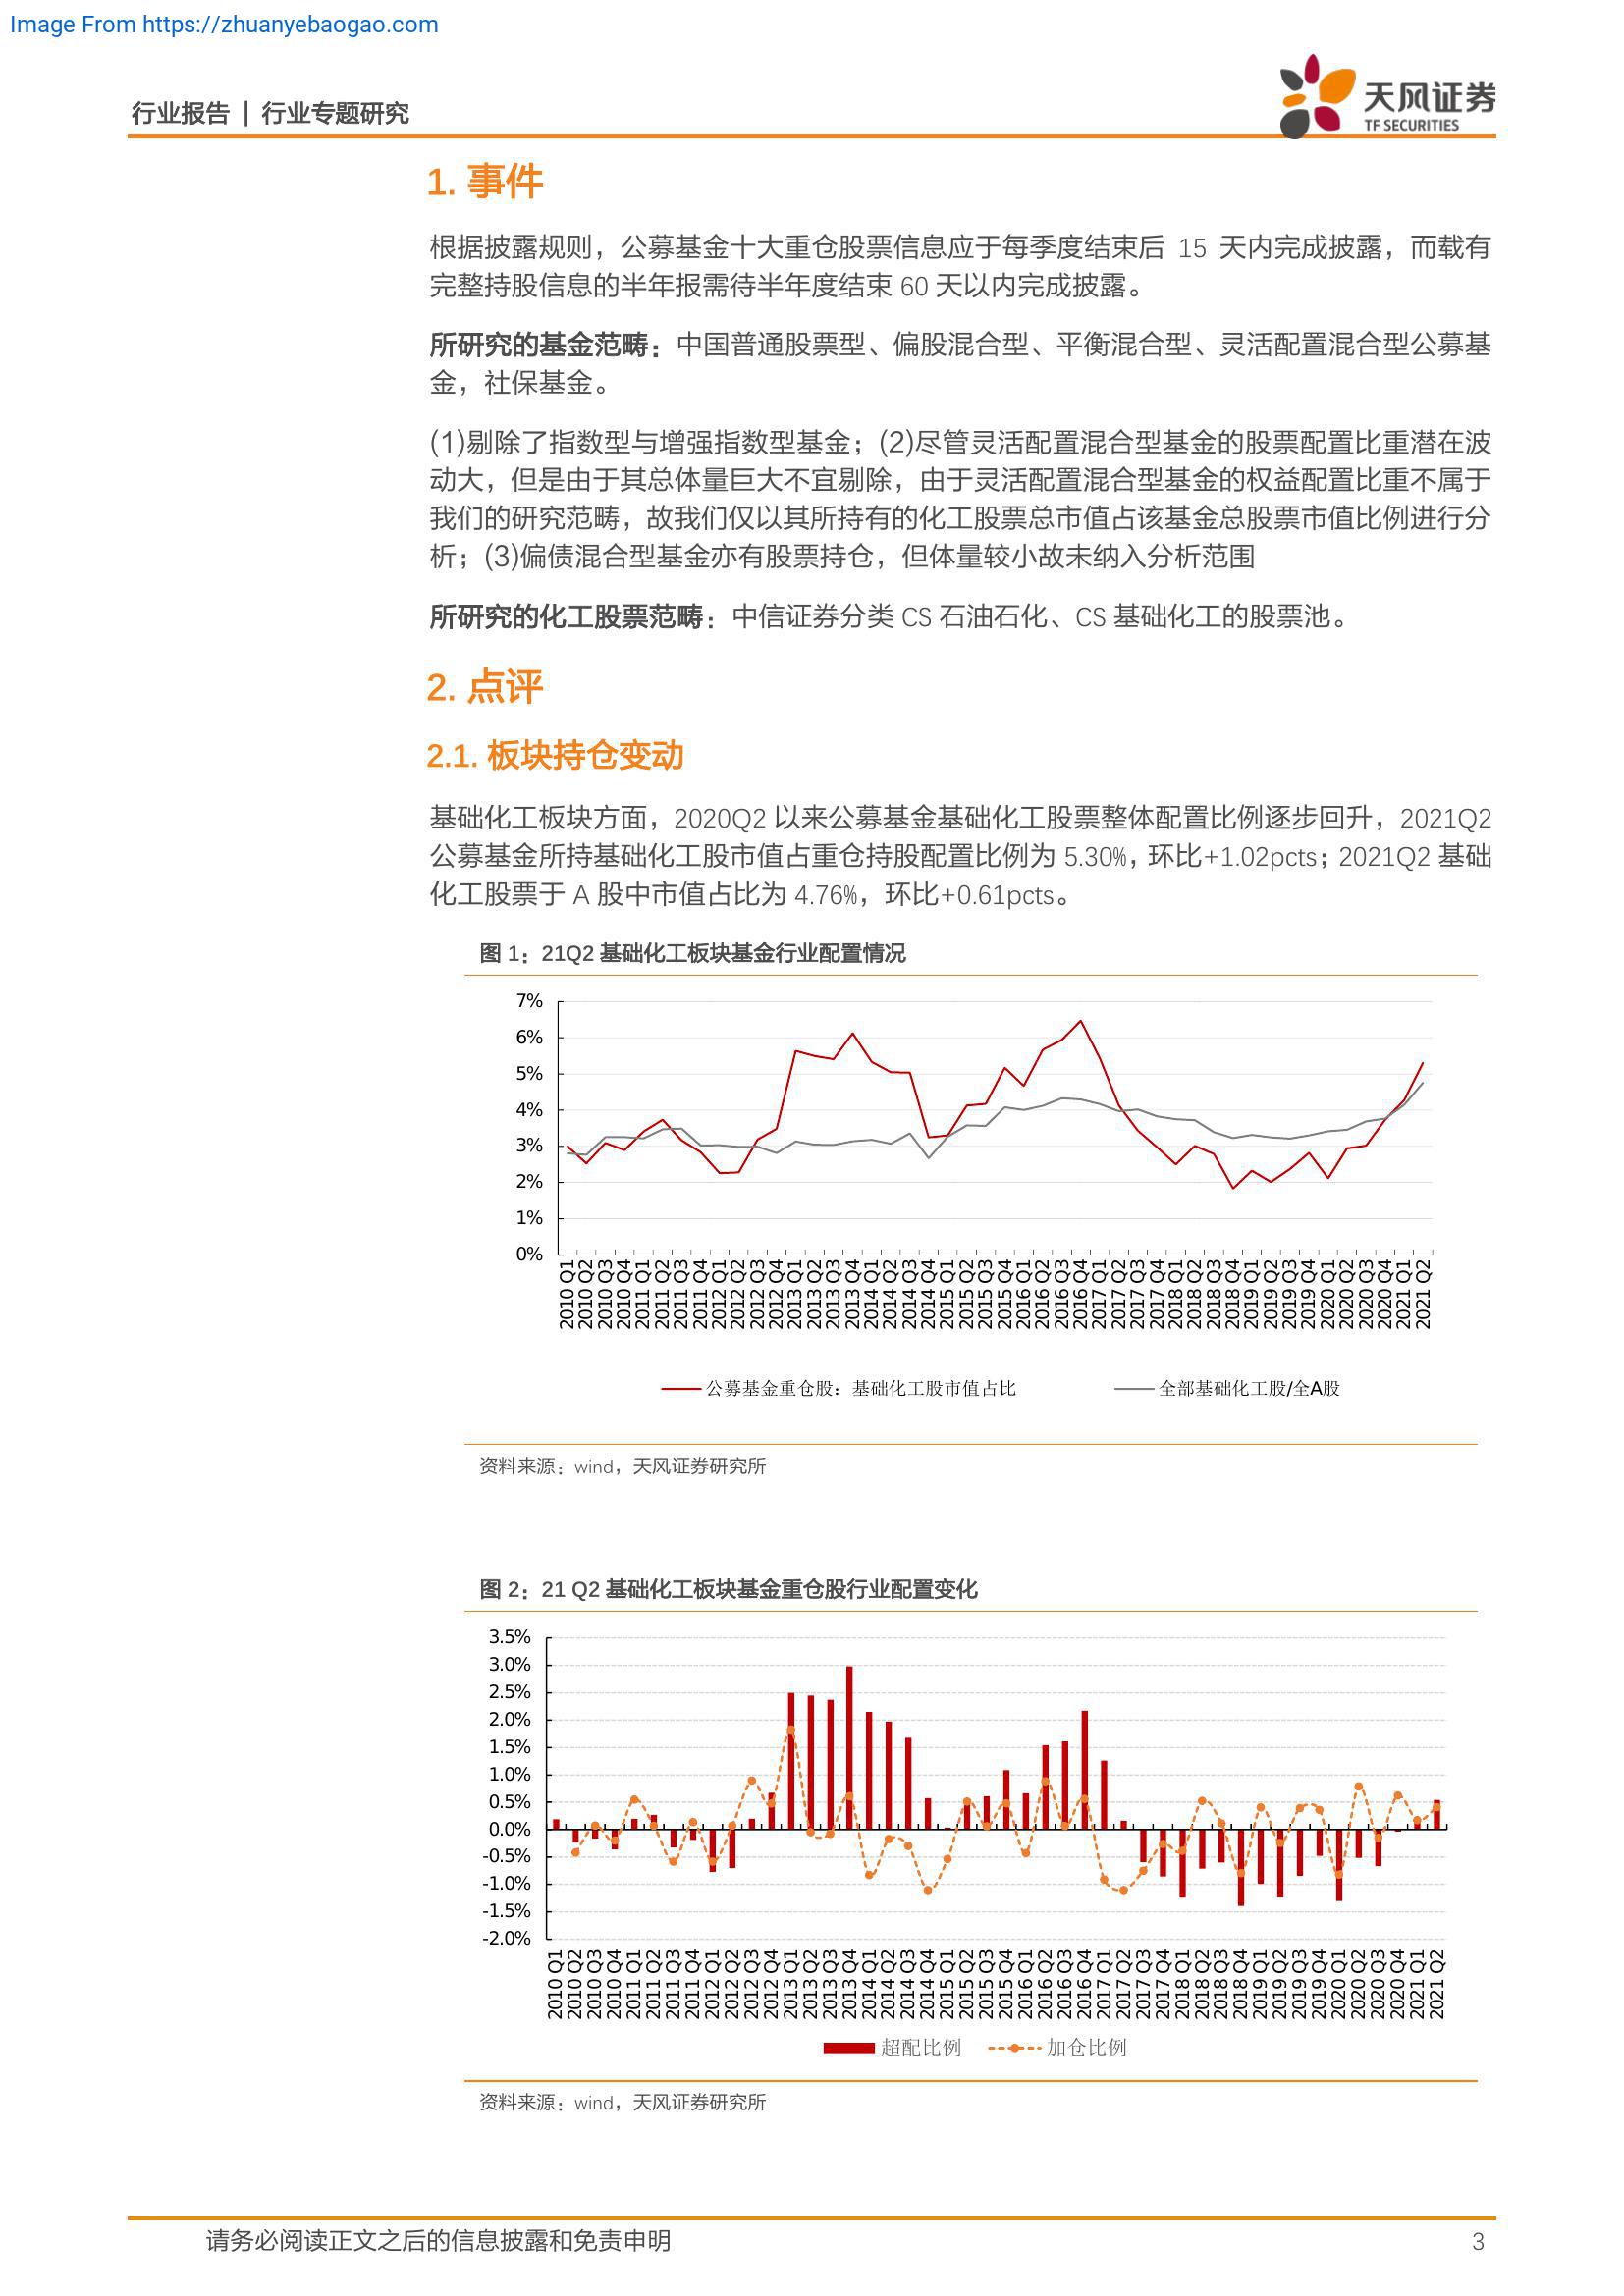 Image From https://zhuanyebaogao.com
行业报告 | 行业专题研究
天风证券
TF SECURITIES
1. 事件
根据披露规则，公募基金十大重仓股票信息应于每季度结束后 15 天内完成披露，而载有
完整持股信息的半年报需待半年度结束 60 天以内完成披露。
所研究的基金范畴：中国普通股票型、偏股混合型、平衡混合型、灵活配置混合型公募基
金，社保基金。
(1)剔除了指数型与增强指数型基金；(2)尽管灵活配置混合型基金的股票配置比重潜在波
动大，但是由于其总体量巨大不宜剔除，由于灵活配置混合型基金的权益配置比重不属于
我们的研究范畴，故我们仅以其所持有的化工股票总市值占该基金总股票市值比例进行分
析；(3)偏债混合型基金亦有股票持仓，但体量较小故未纳入分析范围
所研究的化工股票范畴：中信证券分类 CS 石油石化、CS 基础化工的股票池。
2. 点评
2.1. 板块持仓变动
基础化工板块方面，2020Q2 以来公募基金基础化工股票整体配置比例逐步回升，2021Q2
公募基金所持基础化工股市值占重仓持股配置比例为 5.30%，环比+1.02pcts；2021Q2 基础
化工股票于 A 股中市值占比为 4.76%，环比+0.61pcts。
图 1：21Q2 基础化工板块基金行业配置情况
7%
6%
5%
4%
3%
2%
1%
0%
2010 Q1
2010 Q2
2010 Q3
2010 Q4
2011 Q1
2011 Q2
2011 Q3
2011 Q4
2012 Q1
2012 Q2
2012 Q3
2012 Q4
2013 Q1
2013 Q2
2013 Q3
2013 Q4
2014 Q1
2014 Q2
2014 Q3
2014 Q4
2015 Q1
2015 Q2
2015 Q3
2015 Q4
2016 Q1
2016 Q2
2016 Q3
2016 Q4
2017 Q1
2017 Q2
2017 Q3
2017 Q4
2018 Q1
2018 Q2
2018 Q3
2018 Q4
2019 Q1
2019 Q2
2019 Q3
2019 Q4
2020 Q1
2020 Q2
2020 Q3
2020 Q4
2021 Q1
2021 Q2
公募基金重仓股：基础化工股市值占比
全部基础化工股/全A股
资料来源：wind，天风证券研究所
图 2：21 Q2 基础化工板块基金重仓股行业配置变化
3.5%
3.0%
2.5%
2.0%
1.5%
1.0%
0.5%
0.0%
-0.5%
-1.0%
-1.5%
-2.0%
2010 Q1
2010 Q2
2010 Q3
2010 Q4
2011 Q1
2011 Q2
2011 Q3
2011 Q4
2012 Q1
2012 Q2
2012 Q3
2012 Q4
2013 Q1
2013 Q2
2013 Q3
2013 Q4
2014 Q1
2014 Q2
2014 Q3
2014 Q4
2015 Q1
2015 Q2
2015 Q3
2015 Q4
2016 Q1
2016 Q2
2016 Q3
2016 Q4
2017 Q1
2017 Q2
2017 Q3
2017 Q4
2018 Q1
2018 Q2
2018 Q3
2018 Q4
2019 Q1
2019 Q2
2019 Q3
2019 Q4
2020 Q1
2020 Q2
2020 Q3
2020 Q4
2021 Q1
2021 Q2
超配比例
加仓比例
资料来源：wind，天风证券研究所
请务必阅读正文之后的信息披露和免责申明
3